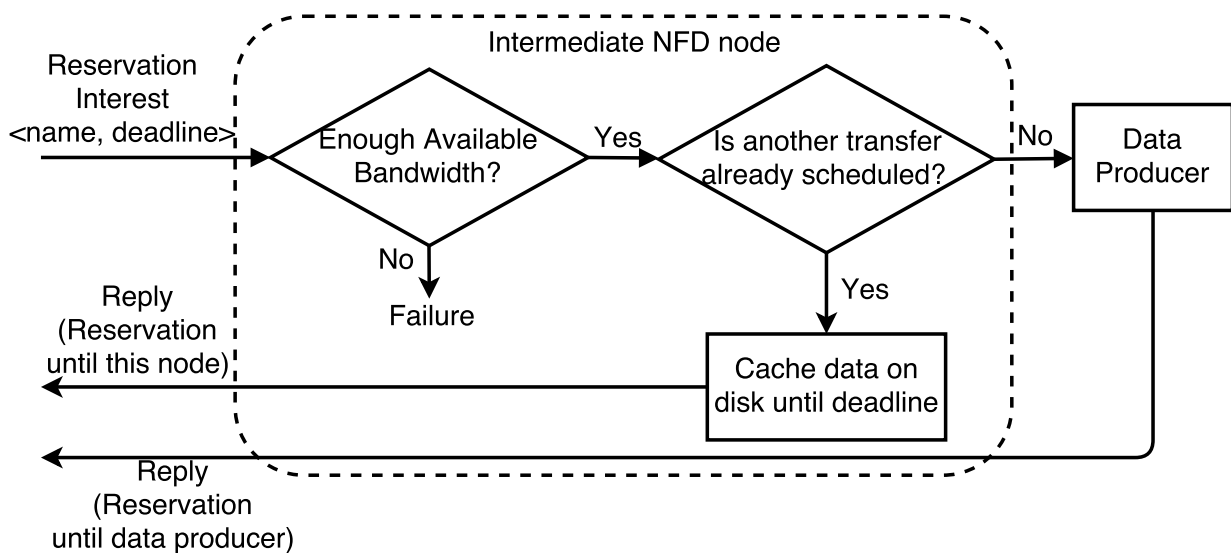 Intermediate NFD node
Reservation
Interest
<name, deadline>
Enough Available
Bandwidth?
Yes
Is another transfer
already scheduled?
No
Data
Producer
No
Failure
Yes
Reply
(Reservation
until this node)
Cache data on
disk until deadline
Reply
(Reservation
until data producer)